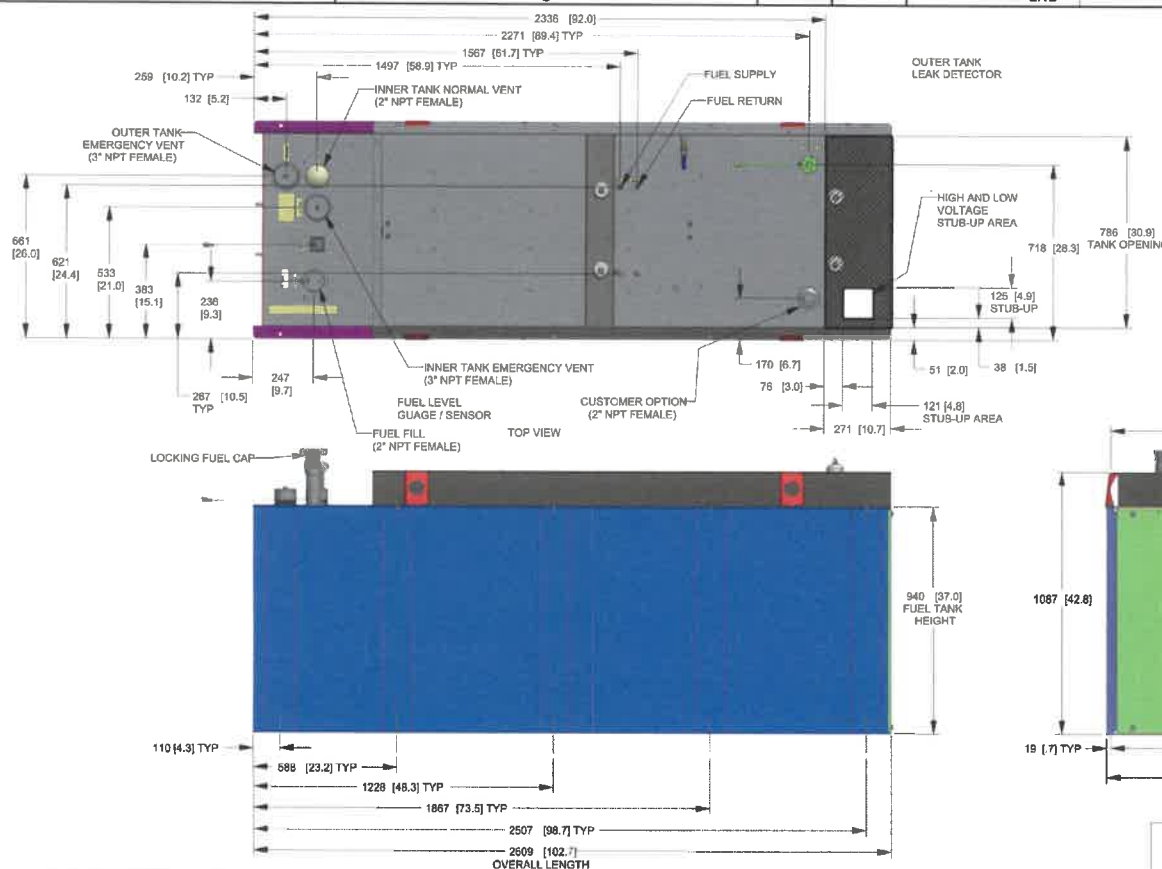 2336 [92.0]
2271 [89.4] TYP
1567 [61.7] TYP
1497 [58.9] TYP
259 [10.2] TYP
132 [5.2]
INNER TANK NORMAL VENT
(2" NPT FEMALE)
FUEL SUPPLY
FUEL RETURN
OUTER TANK
LEAK DETECTOR
OUTER TANK
EMERGENCY VENT
(3" NPT FEMALE)
HIGH AND LOW
VOLTAGE
STUB-UP AREA
661
[26.0]
621
[24.4]
533
[21.0]
383
[15.1]
236
[9.3]
718 [28.3]
786 [30.9]
TANK OPENING
125 [4.9]
STUB-UP
267 [10.5]
TYP
247
[9.7]
INNER TANK EMERGENCY VENT
(3" NPT FEMALE)
FUEL LEVEL
GUAGE / SENSOR
FUEL FILL
(2" NPT FEMALE)
TOP VIEW
CUSTOMER OPTION
(2" NPT FEMALE)
170 [6.7]
76 [3.0]
51 [2.0]
38 [1.5]
121 [4.8]
STUB-UP AREA
271 [10.7]
LOCKING FUEL CAP
940 [37.0]
FUEL TANK
HEIGHT
1087 [42.8]
110 [4.3] TYP
588 [23.2] TYP
1228 [48.3] TYP
1867 [73.5] TYP
2507 [98.7] TYP
2609 [102.7]
OVERALL LENGTH
19 [.7] TYP